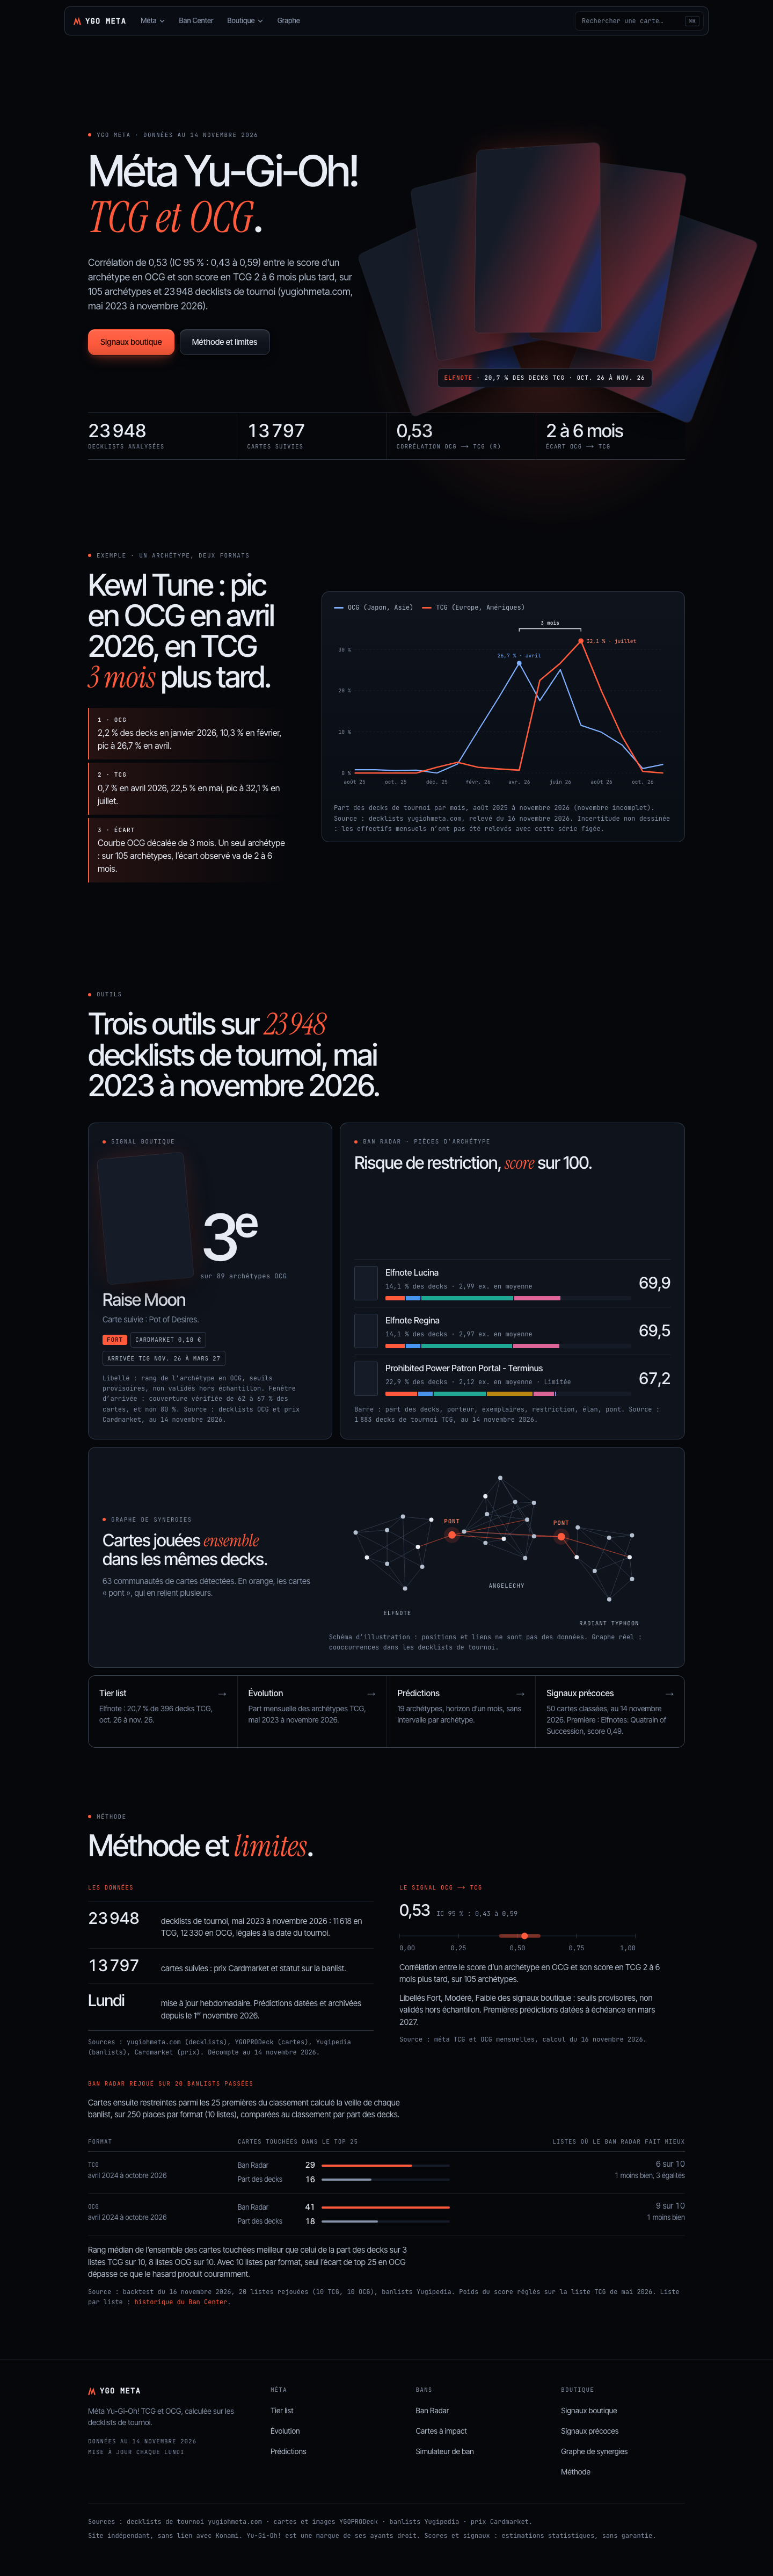 YGO META
Méta
Ban Center
Boutique
Graphe
Rechercher une carte…
⌘K
YGO META · DONNÉES AU 14 NOVEMBRE 2026
Méta Yu-Gi-Oh!
TCG et OCG.
Corrélation de 0,53 (IC 95 % : 0,43 à 0,59) entre le score d'un
archétype en OCG et son score en TCG 2 à 6 mois plus tard, sur
105 archétypes et 23 948 decklists de tournoi (yugiohmeta.com,
mai 2023 à novembre 2026).
Signaux boutique
Méthode et limites
ELFNOTE · 20,7 % DES DECKS TCG · OCT. 26 À NOV. 26
23 948
DECKLISTS ANALYSÉES
13 797
CARTES SUIVIES
0,53
CORRÉLATION OCG → TCG (R)
2 à 6 mois
ÉCART OCG → TCG
EXEMPLE · UN ARCHÉTYPE, DEUX FORMATS
Kewl Tune : pic
en OCG en avril
2026, en TCG
3 mois plus tard.
1 · OCG
2,2 % des decks en janvier 2026, 10,3 % en février,
pic à 26,7 % en avril.
2 · TCG
0,7 % en avril 2026, 22,5 % en mai, pic à 32,1 % en
juillet.
3 · ÉCART
Courbe OCG décalée de 3 mois. Un seul archétype
: sur 105 archétypes, l'écart observé va de 2 à 6
mois.
OCG (Japon, Asie)
TCG (Europe, Amériques)
3 mois
32,1 % · juillet
26,7 % · avril
30 %
20 %
10 %
0 %
août 25
oct. 25
déc. 25
févr. 26
avr. 26
juin 26
août 26
oct. 26
Part des decks de tournoi par mois, août 2025 à novembre 2026 (novembre incomplet).
Source : decklists yugiohmeta.com, relevé du 16 novembre 2026. Incertitude non dessinée
: les effectifs mensuels n'ont pas été relevés avec cette série figée.
OUTILS
Trois outils sur 23 948
decklists de tournoi, mai
2023 à novembre 2026.
SIGNAL BOUTIQUE
3e
sur 89 archétypes OCG
Raise Moon
Carte suivie : Pot of Desires.
FORT
CARDMARKET 0,10 €
ARRIVÉE TCG NOV. 26 À MARS 27
Libellé : rang de l'archétype en OCG, seuils
provisoires, non validés hors échantillon. Fenêtre
d'arrivée : couverture vérifiée de 62 à 67 % des
cartes, et non 80 %. Source : decklists OCG et prix
Cardmarket, au 14 novembre 2026.
BAN RADAR · PIÈCES D'ARCHÉTYPE
Risque de restriction, score sur 100.
Elfnote Lucina
14,1 % des decks · 2,99 ex. en moyenne
69,9
Elfnote Regina
14,1 % des decks · 2,97 ex. en moyenne
69,5
Prohibited Power Patron Portal - Terminus
22,9 % des decks · 2,12 ex. en moyenne · Limitée
67,2
Barre : part des decks, porteur, exemplaires, restriction, élan, pont. Source :
1 883 decks de tournoi TCG, au 14 novembre 2026.
GRAPHE DE SYNERGIES
Cartes jouées ensemble
dans les mêmes decks.
63 communautés de cartes détectées. En orange, les cartes
« pont », qui en relient plusieurs.
PONT
PONT
ANGELECHY
ELFNOTE
RADIANT TYPHOON
Schéma d'illustration : positions et liens ne sont pas des données. Graphe réel :
cooccurrences dans les decklists de tournoi.
Tier list →
Elfnote : 20,7 % de 396 decks TCG,
oct. 26 à nov. 26.
Évolution →
Part mensuelle des archétypes TCG,
mai 2023 à novembre 2026.
Prédictions →
19 archétypes, horizon d'un mois, sans
intervalle par archétype.
Signaux précoces →
50 cartes classées, au 14 novembre
2026. Première : Elfnotes: Quatrain of
Succession, score 0,49.
MÉTHODE
Méthode et limites.
LES DONNÉES
23 948
decklists de tournoi, mai 2023 à novembre 2026 : 11 618 en
TCG, 12 330 en OCG, légales à la date du tournoi.
13 797
cartes suivies : prix Cardmarket et statut sur la banlist.
Lundi
mise à jour hebdomadaire. Prédictions datées et archivées
depuis le 1er novembre 2026.
Sources : yugiohmeta.com (decklists), YGOPRODeck (cartes), Yugipedia
(banlists), Cardmarket (prix). Décompte au 14 novembre 2026.
LE SIGNAL OCG → TCG
0,53 IC 95 % : 0,43 à 0,59
0,00
0,25
0,50
0,75
1,00
Corrélation entre le score d'un archétype en OCG et son score en TCG 2 à 6
mois plus tard, sur 105 archétypes.
Libellés Fort, Modéré, Faible des signaux boutique : seuils provisoires, non
validés hors échantillon. Premières prédictions datées à échéance en mars
2027.
Source : méta TCG et OCG mensuelles, calcul du 16 novembre 2026.
BAN RADAR REJOUÉ SUR 20 BANLISTS PASSÉES
Cartes ensuite restreintes parmi les 25 premières du classement calculé la veille de chaque
banlist, sur 250 places par format (10 listes), comparées au classement par part des decks.
FORMAT
CARTES TOUCHÉES DANS LE TOP 25
LISTES OÙ LE BAN RADAR FAIT MIEUX
TCG
avril 2024 à octobre 2026
Ban Radar 29
Part des decks 16
6 sur 10
1 moins bien, 3 égalités
OCG
avril 2024 à octobre 2026
Ban Radar 41
Part des decks 18
9 sur 10
1 moins bien
Rang médian de l'ensemble des cartes touchées meilleur que celui de la part des decks sur 3
listes TCG sur 10, 8 listes OCG sur 10. Avec 10 listes par format, seul l'écart de top 25 en OCG
dépasse ce que le hasard produit couramment.
Source : backtest du 16 novembre 2026, 20 listes rejouées (10 TCG, 10 OCG), banlists Yugipedia. Poids du score réglés sur la liste TCG de mai 2026. Liste
par liste : historique du Ban Center.
YGO META
Méta Yu-Gi-Oh! TCG et OCG, calculée sur les
decklists de tournoi.
DONNÉES AU 14 NOVEMBRE 2026
MISE À JOUR CHAQUE LUNDI
MÉTA
Tier list
Évolution
Prédictions
BANS
Ban Radar
Cartes à impact
Simulateur de ban
BOUTIQUE
Signaux boutique
Signaux précoces
Graphe de synergies
Méthode
Sources : decklists de tournoi yugiohmeta.com · cartes et images YGOPRODeck · banlists Yugipedia · prix Cardmarket.
Site indépendant, sans lien avec Konami. Yu-Gi-Oh! est une marque de ses ayants droit. Scores et signaux : estimations statistiques, sans garantie.